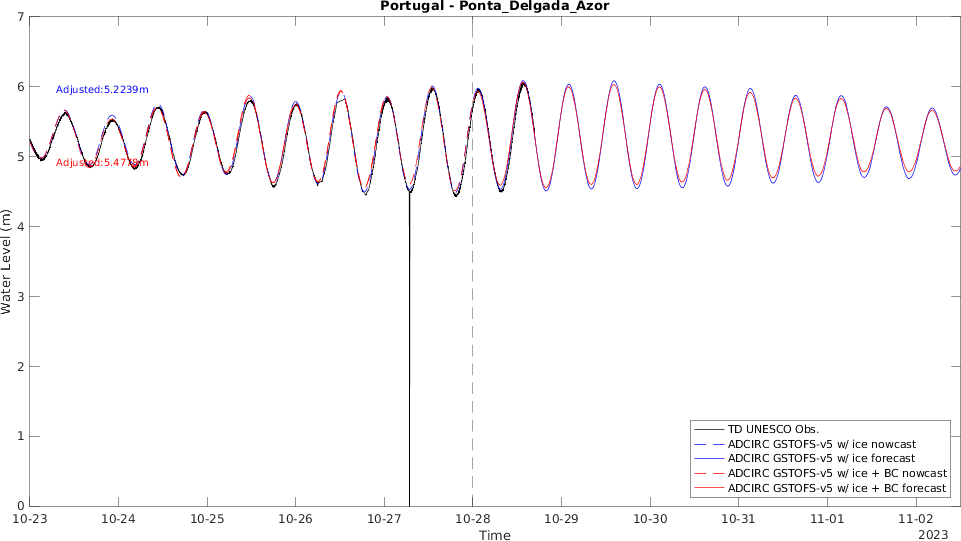 Portugal - Ponta_Delgada_Azor
7
6
5
4
3
2
1
0
Water Level (m)
Adjusted:5.2239m
TD UNESCO Obs.
ADCIRC GSTOFS-v5 w/ ice nowcast
ADCIRC GSTOFS-v5 w/ ice forecast
ADCIRC GSTOFS-v5 w/ ice + BC nowcast
ADCIRC GSTOFS-v5 w/ ice + BC forecast
10-23 10-24 10-25 10-26 10-27 10-28 10-29 10-30 10-31 11-01 11-02
Time
2023